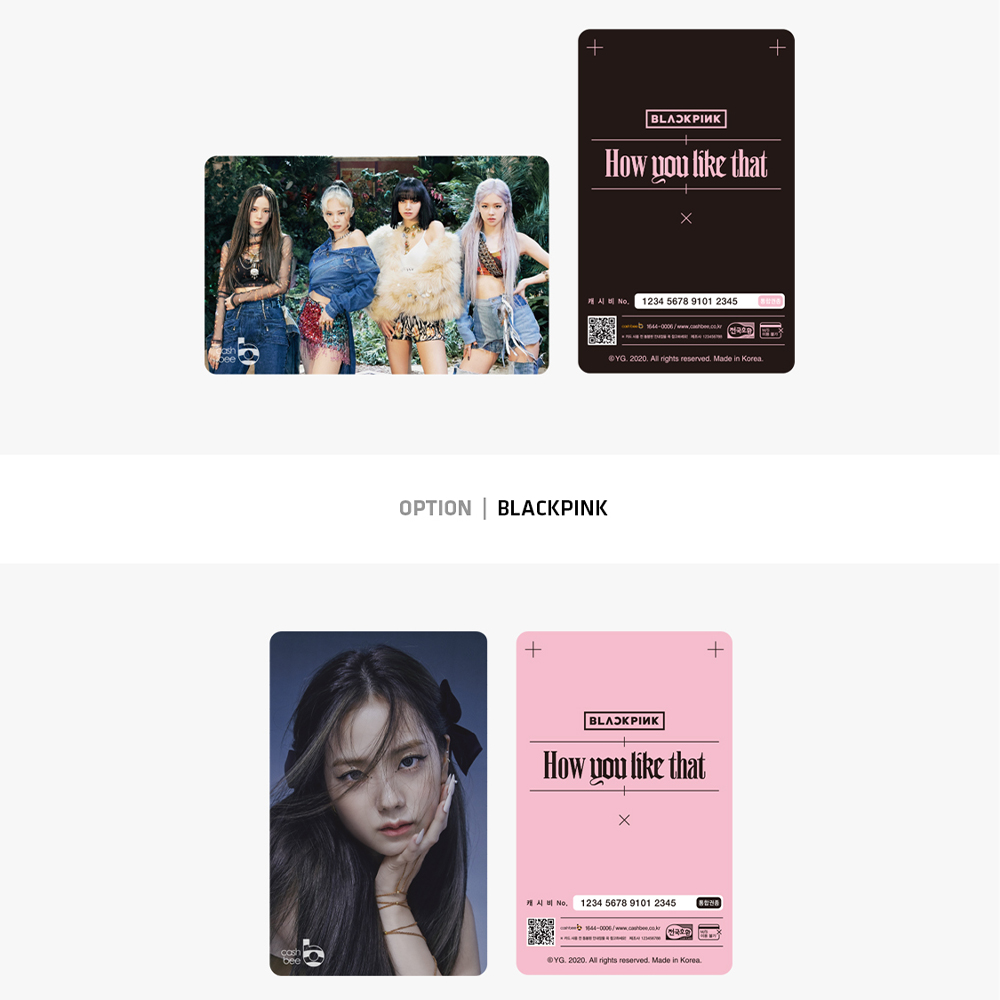 BLACKPINK
How you like that
캐시비 No. 1234 5678 9101 2345 통합권종
cashbee 1644-0006 / www.cashbee.co.kr 전국호환
©YG. 2020. All rights reserved. Made in Korea.
cash
bee
OPTION | BLACKPINK
BLACKPINK
How you like that
캐시비 No. 1234 5678 9101 2345 통합권종
cashbee 1644-0006 / www.cashbee.co.kr 전국호환
©YG. 2020. All rights reserved. Made in Korea.
cash
bee